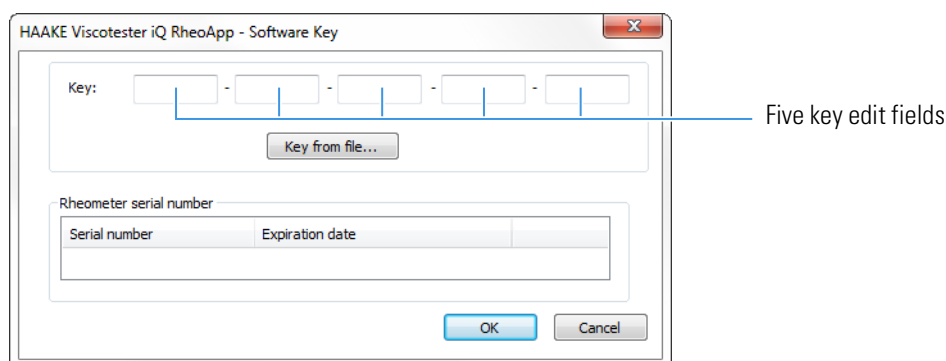 HAAKE Viscotester iQ RheoApp - Software Key
Key: - - - -
Five key edit fields
Key from file...
Rheometer serial number
Serial number Expiration date
OK Cancel